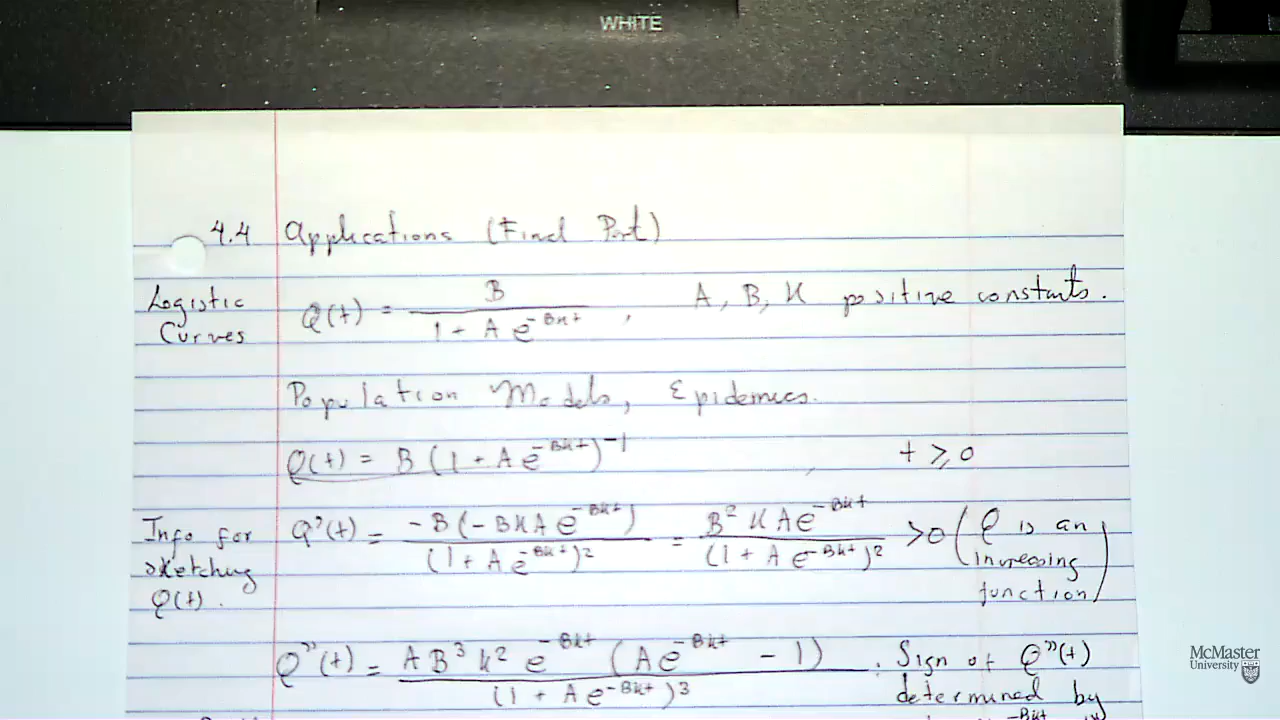 WHITE
4.4 Applications (Final Part)
Logistic Curves Q(t) = B / (1 + A e^{-Bkt}) , A, B, K positive constants.
Population Models, Epidemics.
Q(t) = B (1 + A e^{-Bkt})^{-1} t ≥ 0
Info for sketching Q(t). Q'(t) = -B(-BKA e^{-Bkt}) / (1 + A e^{-Bkt})^2 = B^2 K A e^{-Bkt} / (1 + A e^{-Bkt})^2 > 0 (Q is an increasing function)
Q''(t) = A B^3 k^2 e^{-Bkt} (A e^{-Bkt} - 1) / (1 + A e^{-Bkt})^3 . Sign of Q''(t)
determined by
McMaster
University